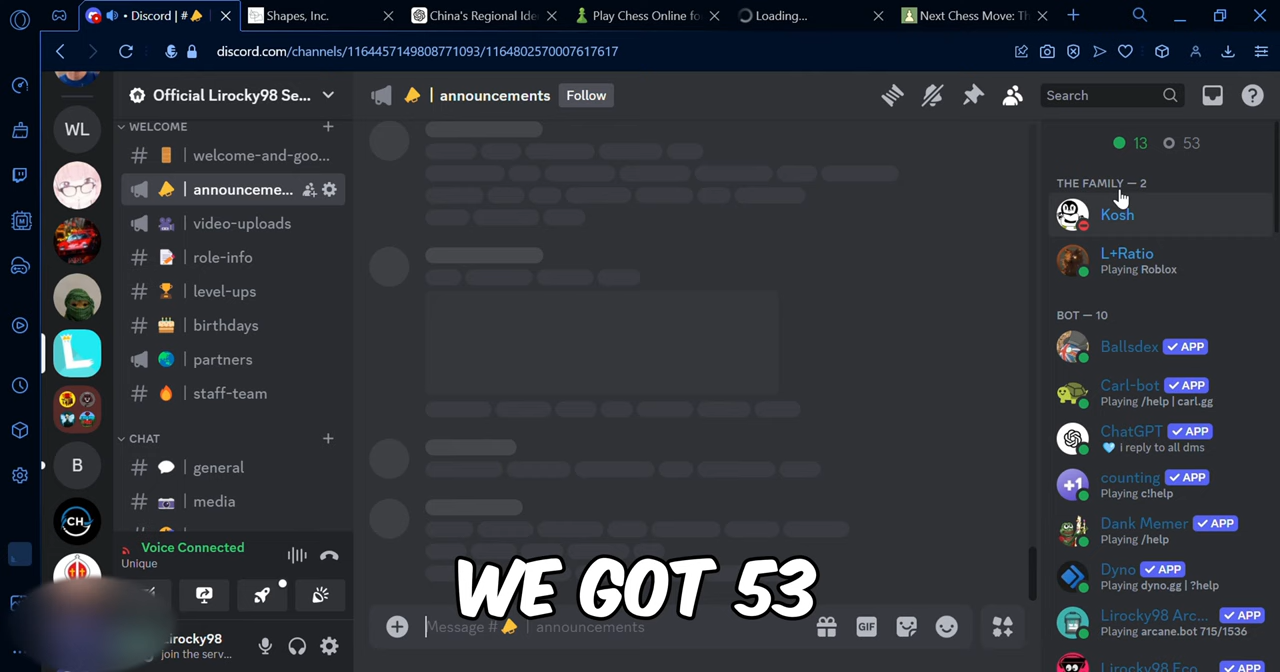 • Discord | #
Shapes, Inc.
China's Regional Ide
Play Chess Online fo
Loading...
Next Chess Move: Th
discord.com/channels/1164457149808771093/1164802570007617617
WL
B
CH
Official Lirocky98 Se...
WELCOME
# | welcome-and-goo...
| announceme...
| video-uploads
# | role-info
# | level-ups
# | birthdays
| partners
# | staff-team
CHAT
# | general
# | media
Voice Connected
Unique
irocky98
join the serv...
| announcements
Follow
Search
WE GOT 53
Message # | announcements
GIF
13 53
THE FAMILY — 2
Kosh
L+Ratio
Playing Roblox
BOT — 10
Ballsdex ✓ APP
Carl-bot ✓ APP
Playing /help | carl.gg
ChatGPT ✓ APP
i reply to all dms
counting ✓ APP
Playing c!help
Dank Memer ✓ APP
Playing /help
Dyno ✓ APP
Playing dyno.gg | ?help
Lirocky98 Arc... ✓ APP
Playing arcane.bot 715/1536
Lirocky98 Eco ✓ APP